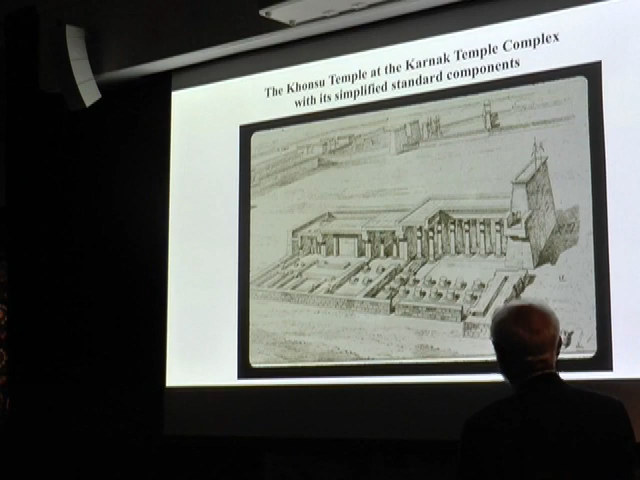 The Khonsu Temple at the Karnak Temple Complex
with its simplified standard components